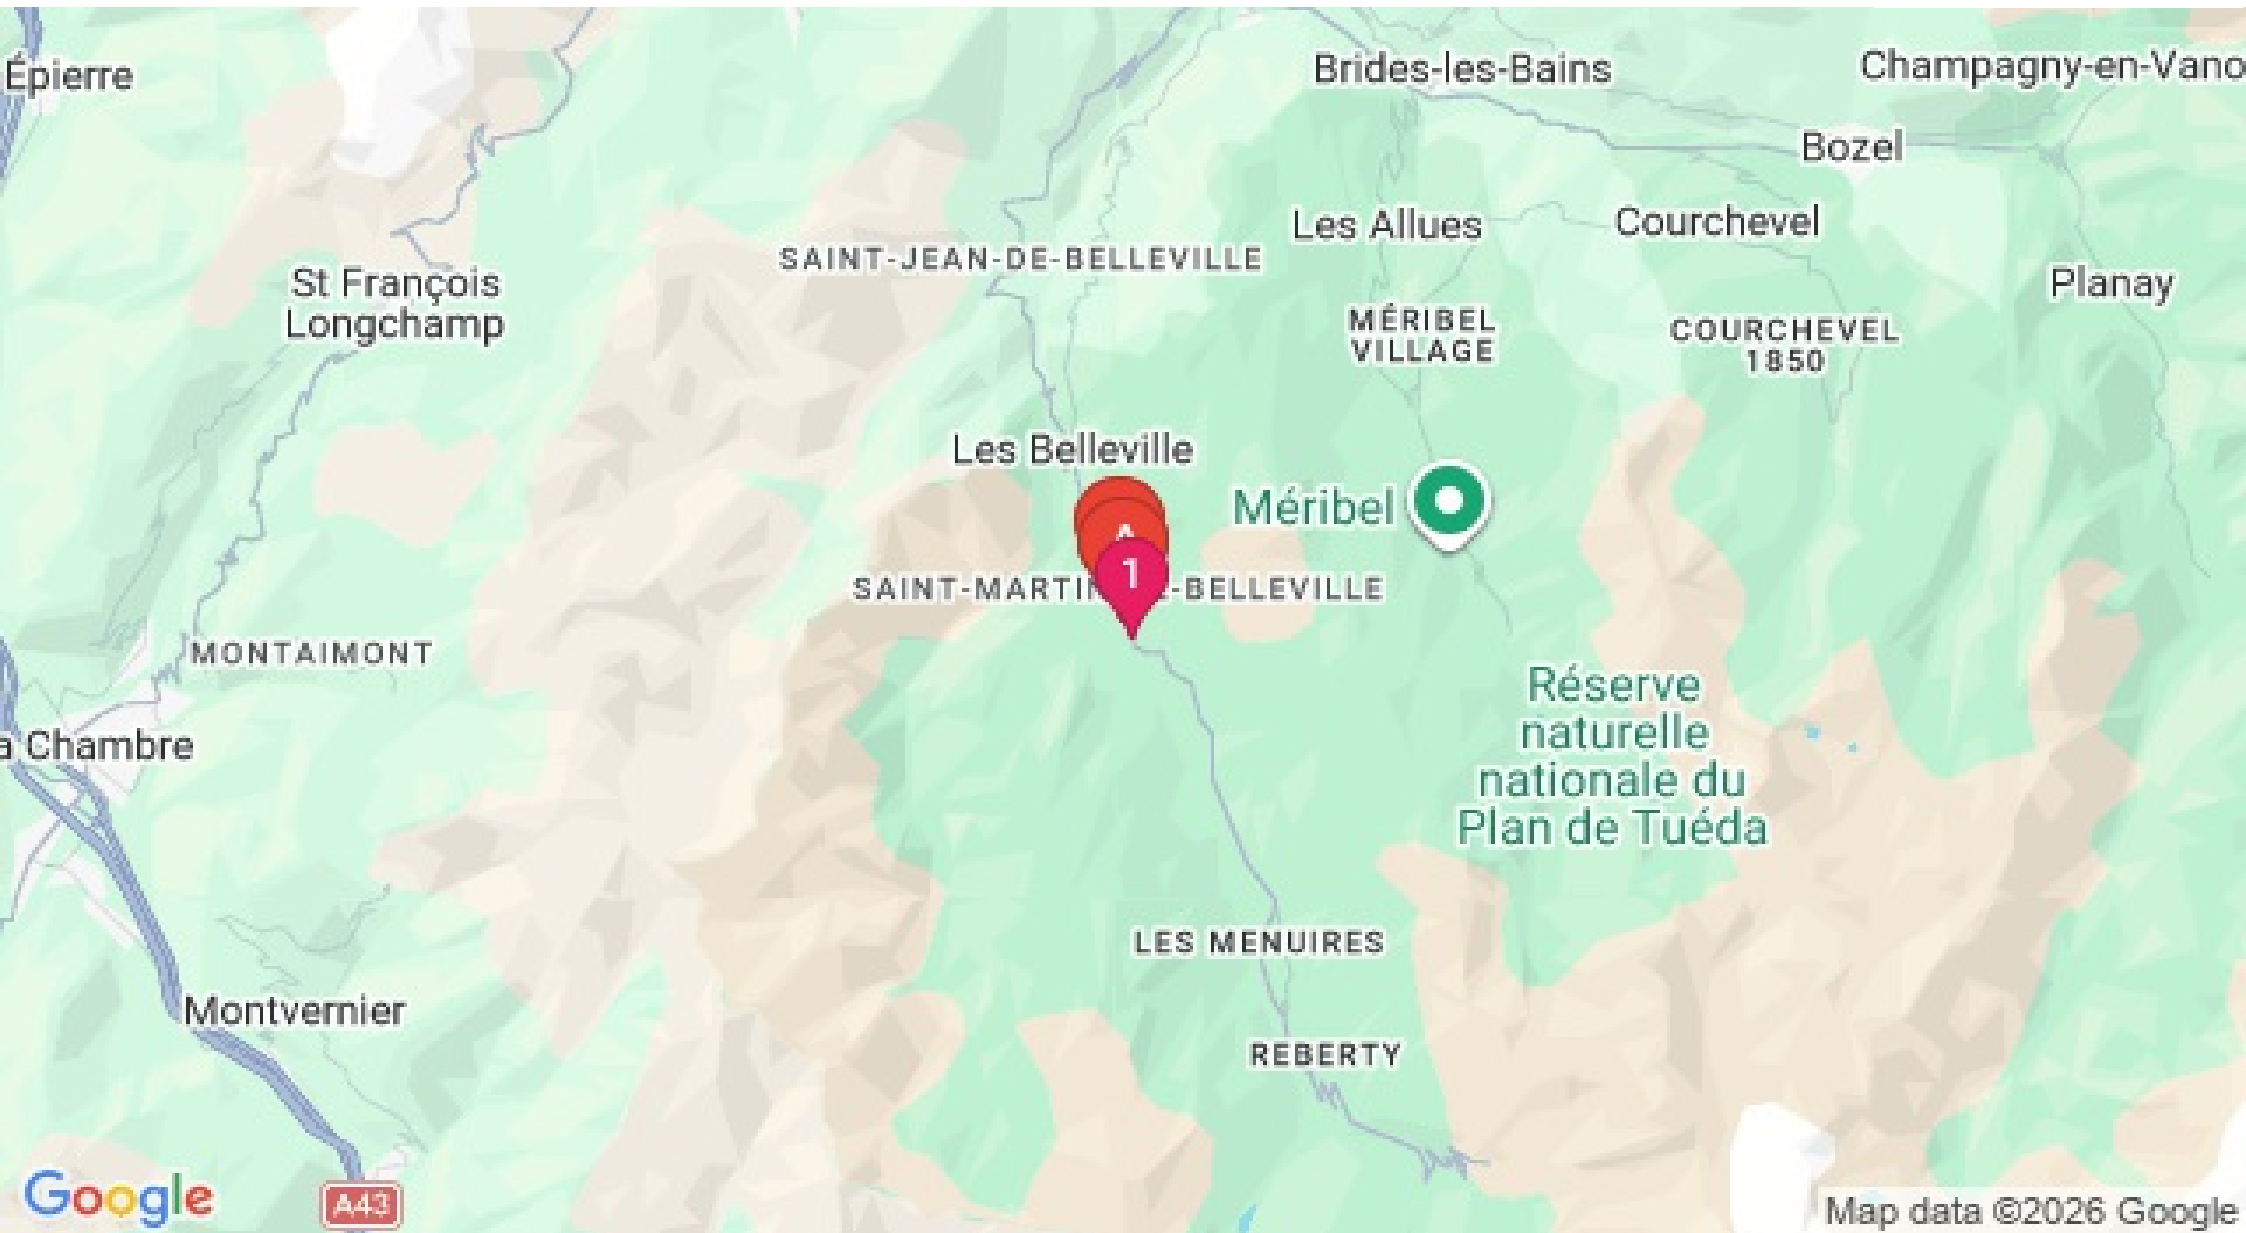 Épierre
Brides-les-Bains
Champagny-en-Vano
Bozel
Les Allues
Courchevel
SAINT-JEAN-DE-BELLEVILLE
St François
Longchamp
Planay
MÉRIBEL
VILLAGE
COURCHEVEL
1850
Les Belleville
Méribel
A
1
SAINT-MARTIN E-BELLEVILLE
MONTAIMONT
Réserve
naturelle
nationale du
Plan de Tuéda
a Chambre
LES MENUIRES
Montvernier
REBERTY
Google
A43
Map data ©2026 Google